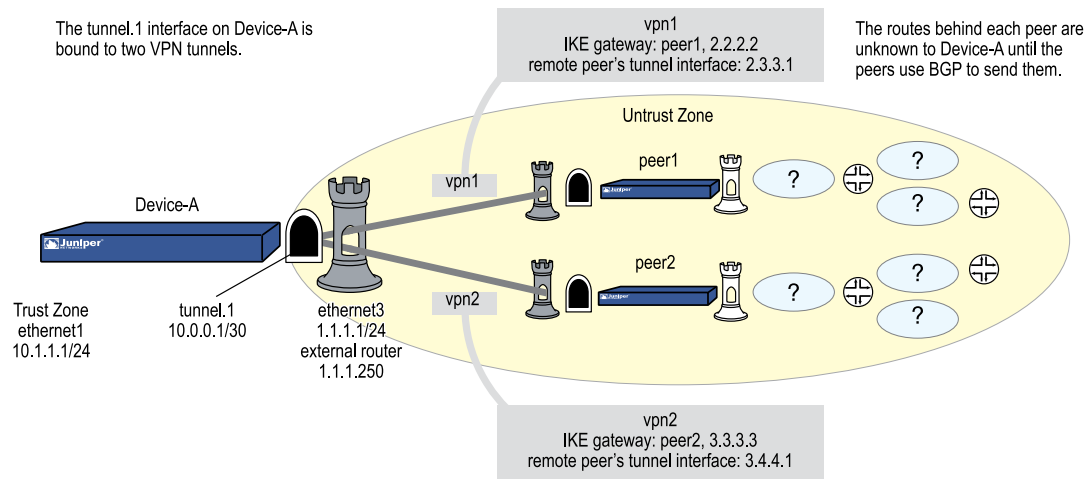 The tunnel.1 interface on Device-A is
bound to two VPN tunnels.
vpn1
IKE gateway: peer1, 2.2.2.2
remote peer's tunnel interface: 2.3.3.1
The routes behind each peer are
unknown to Device-A until the
peers use BGP to send them.
Untrust Zone
vpn1
peer1
?
?
?
Device-A
Juniper
NETWORKS
vpn2
peer2
?
?
?
Trust Zone
ethernet1
10.1.1.1/24
tunnel.1
10.0.0.1/30
ethernet3
1.1.1.1/24
external router
1.1.1.250
vpn2
IKE gateway: peer2, 3.3.3.3
remote peer's tunnel interface: 3.4.4.1